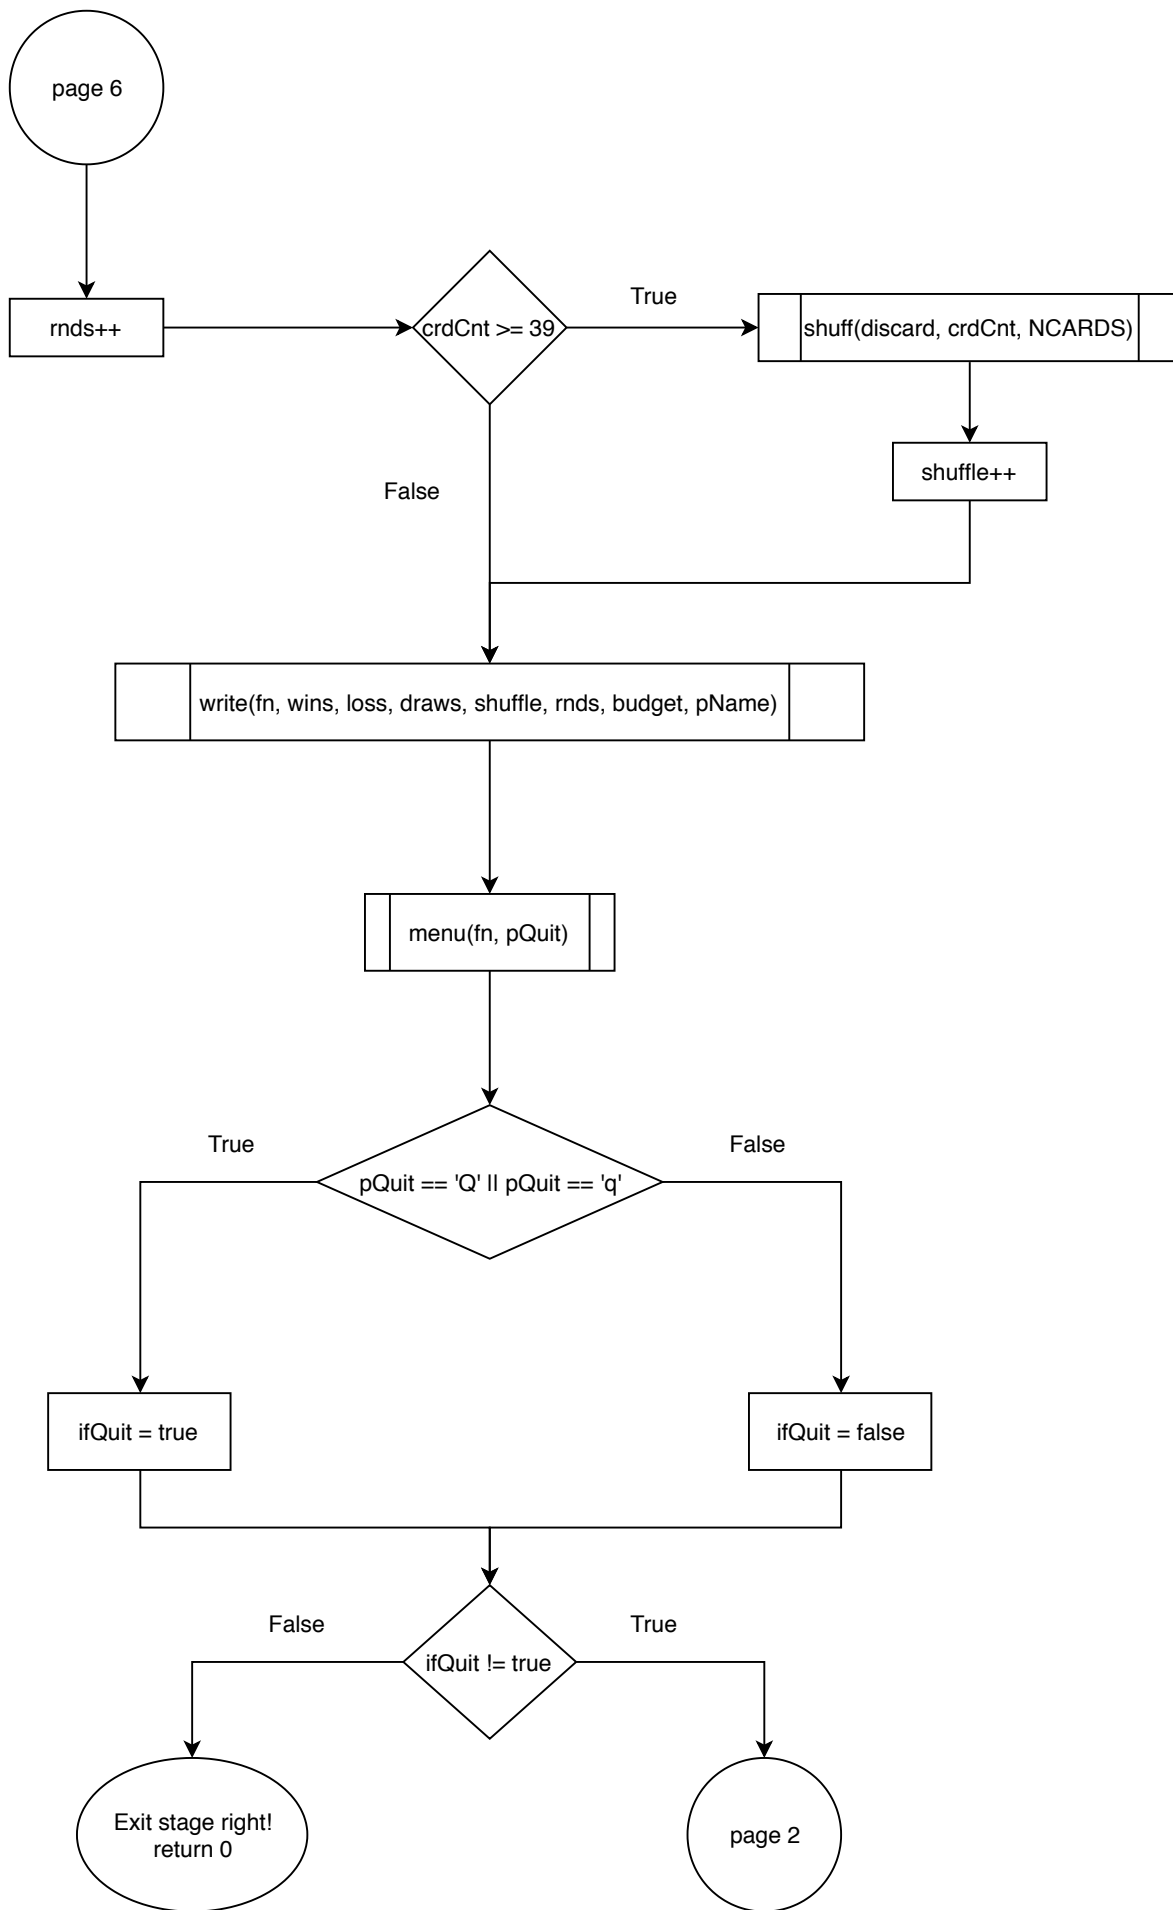 page 6
True
rnds++
crdCnt >= 39
shuff(discard, crdCnt, NCARDS)
shuffle++
False
write(fn, wins, loss, draws, shuffle, rnds, budget, pName)
menu(fn, pQuit)
True
False
pQuit == 'Q' || pQuit == 'q'
ifQuit = true
ifQuit = false
False
True
ifQuit != true
Exit stage right!
return 0
page 2